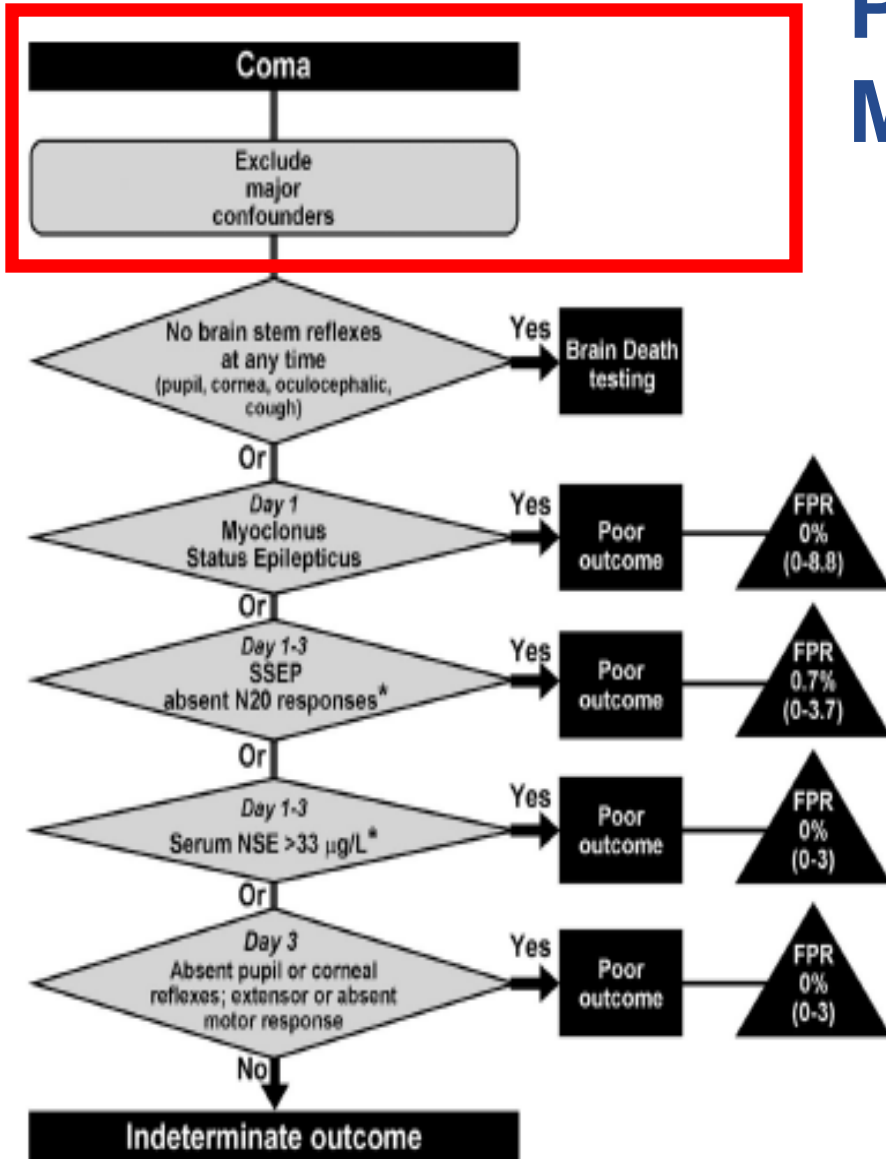 P
M
Coma
Exclude
major
confounders
No brain stem reflexes
at any time
(pupil, cornea, oculocephalic,
cough)
Yes
Brain Death
testing
Or
Day 1
Myoclonus
Status Epilepticus
Yes
Poor
outcome
FPR
0%
(0-8.8)
Or
Day 1-3
SSEP
absent N20 responses*
Yes
Poor
outcome
FPR
0.7%
(0-3.7)
Or
Day 1-3
Serum NSE >33 µg/L*
Yes
Poor
outcome
FPR
0%
(0-3)
Or
Day 3
Absent pupil or corneal
reflexes; extensor or absent
motor response
Yes
Poor
outcome
FPR
0%
(0-3)
No
Indeterminate outcome